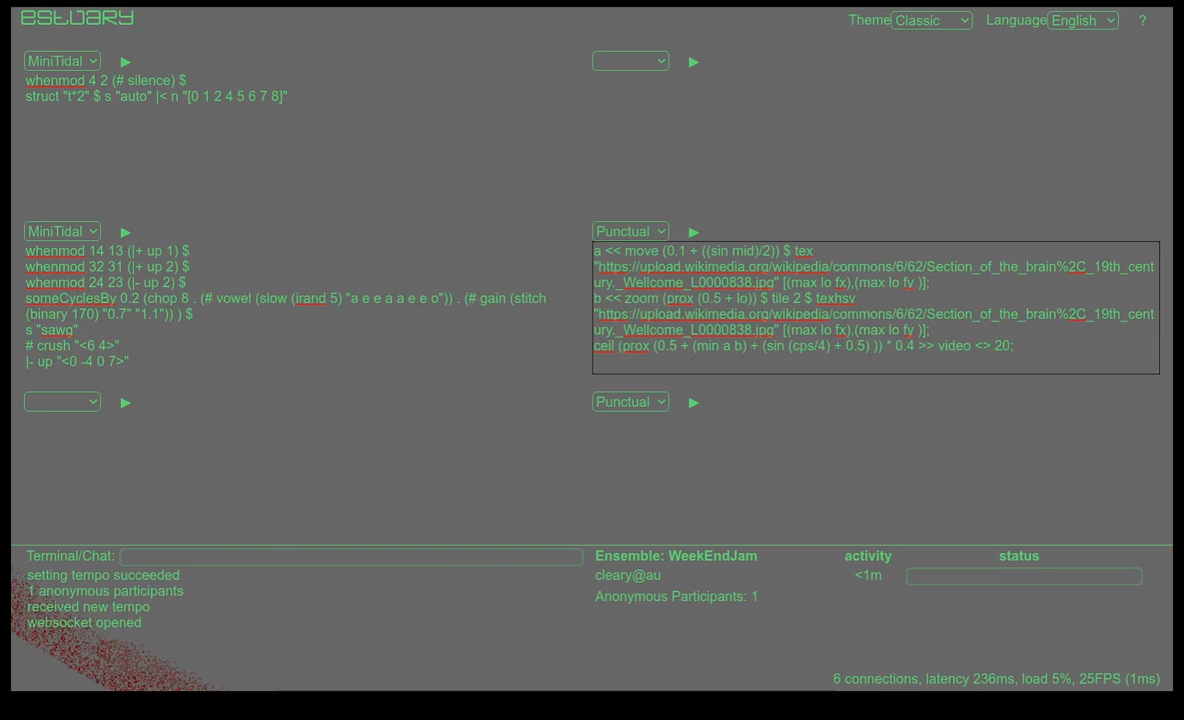 estuary
Theme Classic Language English ?
MiniTidal
whenmod 4 2 (# silence) $
struct "t*2" $ s "auto" |< n "[0 1 2 4 5 6 7 8]"
MiniTidal
whenmod 14 13 (|+ up 1) $
whenmod 32 31 (|+ up 2) $
whenmod 24 23 (|- up 2) $
someCyclesBy 0.2 (chop 8 . (# vowel (slow (irand 5) "a e e a a e e o")) . (# gain (stitch
(binary 170) "0.7" "1.1")) ) $
s "sawg"
# crush "<6 4>"
|- up "<0 -4 0 7>"
Punctual
a << move (0.1 + ((sin mid)/2)) $ tex
"https://upload.wikimedia.org/wikipedia/commons/6/62/Section_of_the_brain%2C_19th_cent
ury._Wellcome_L0000838.jpg" [(max lo fx),(max lo fy )];
b << zoom (prox (0.5 + lo)) $ tile 2 $ texhsv
"https://upload.wikimedia.org/wikipedia/commons/6/62/Section_of_the_brain%2C_19th_cent
ury._Wellcome_L0000838.jpg" [(max lo fx),(max lo fy )];
ceil (prox (0.5 + (min a b) + (sin (cps/4) + 0.5) )) * 0.4 >> video <> 20;
Punctual
Terminal/Chat:
setting tempo succeeded
1 anonymous participants
received new tempo
websocket opened
Ensemble: WeekEndJam activity status
cleary@au <1m
Anonymous Participants: 1
6 connections, latency 236ms, load 5%, 25FPS (1ms)